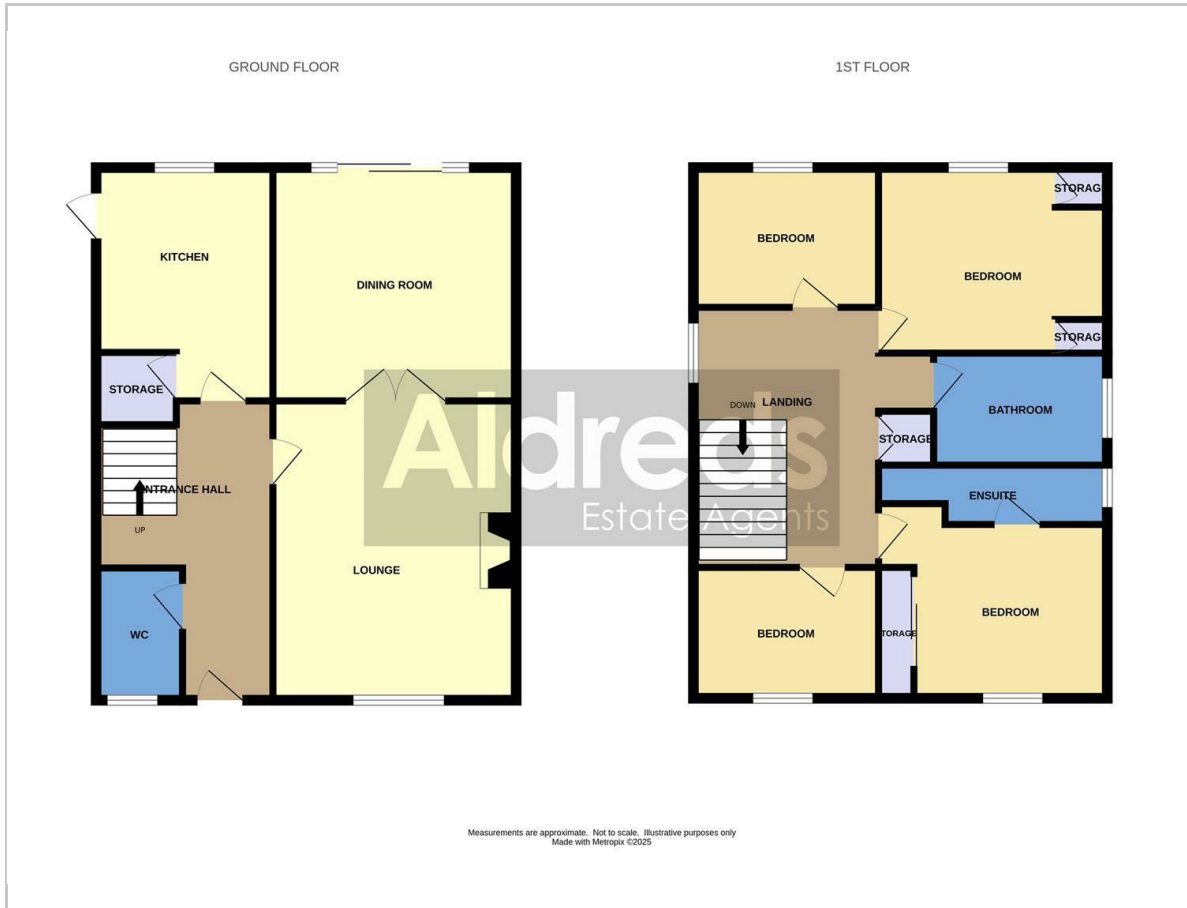 GROUND FLOOR
1ST FLOOR
KITCHEN
DINING ROOM
STORAGE
ENTRANCE HALL
UP
LOUNGE
WC
BEDROOM
BEDROOM
STORAG
STORAG
LANDING
DOWN
BATHROOM
STORAGE
ENSUITE
BEDROOM
BEDROOM
TORAGE
Aldreds
Estate Agents
Measurements are approximate. Not to scale. Illustrative purposes only
Made with Metropix ©2025